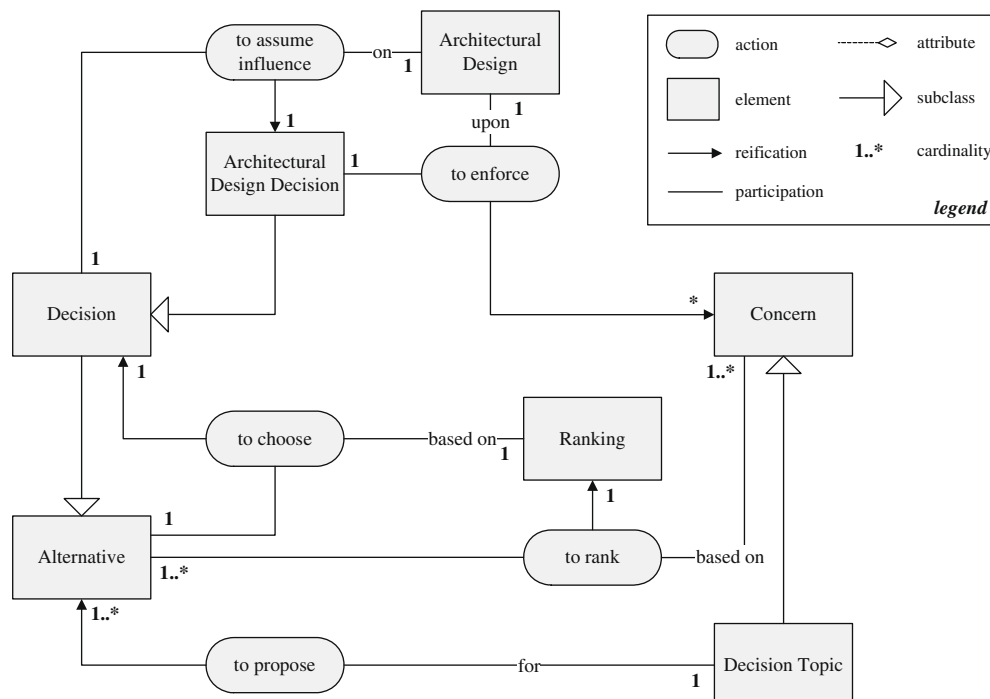 to assume
influence
on
1
Architectural
Design
1
upon
1
Architectural
Design Decision
1
to enforce
action
attribute
element
subclass
reification
1..*
cardinality
participation
legend
1
Decision
1
*
Concern
1..*
to choose
based on
1
Ranking
1
1
Alternative
1..*
to rank
based on
1..*
to propose
for
1
Decision Topic